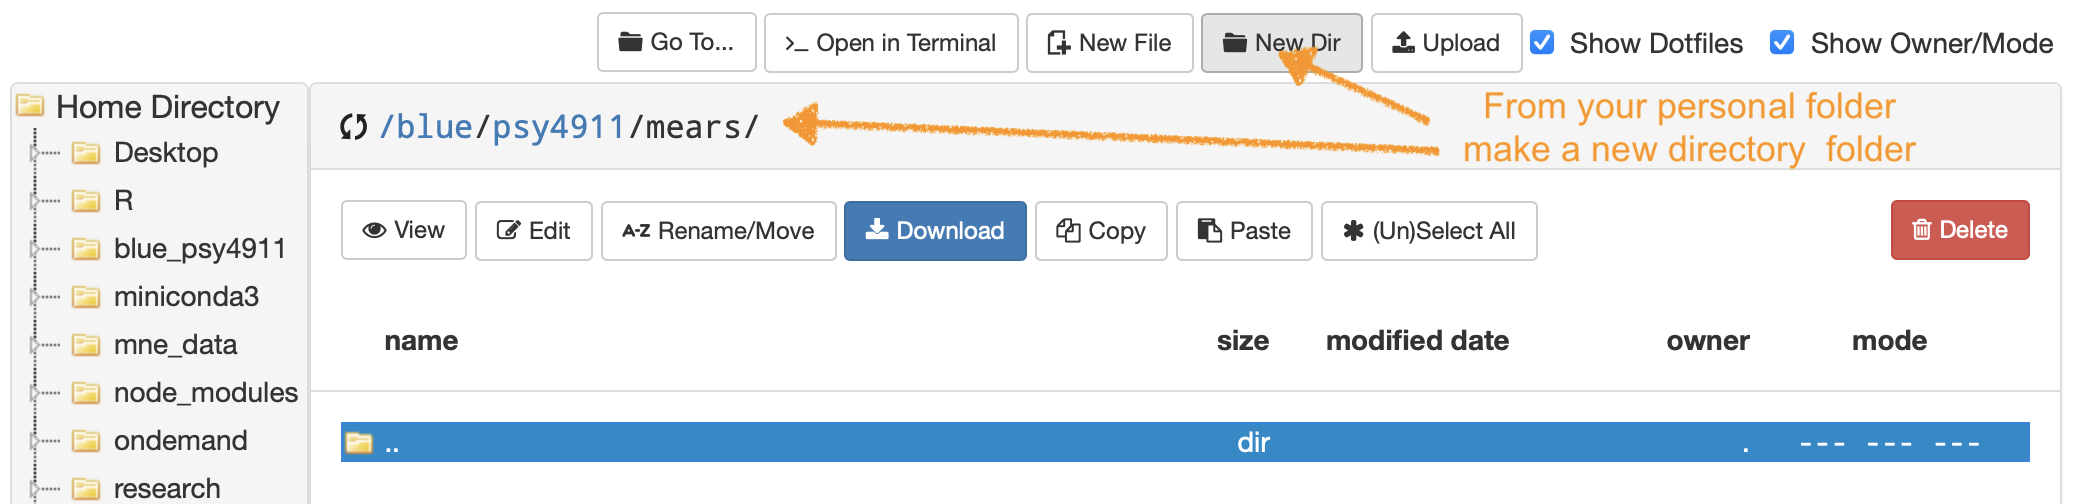 Go To... >_ Open in Terminal New File New Dir Upload Show Dotfiles Show Owner/Mode
Home Directory
Desktop
R
blue_psy4911
miniconda3
mne_data
node_modules
ondemand
research
/blue/psy4911/mears/
From your personal folder
make a new directory folder
View Edit A-Z Rename/Move Download Copy Paste (Un)Select All Delete
name size modified date owner mode
.. dir . --- --- ---